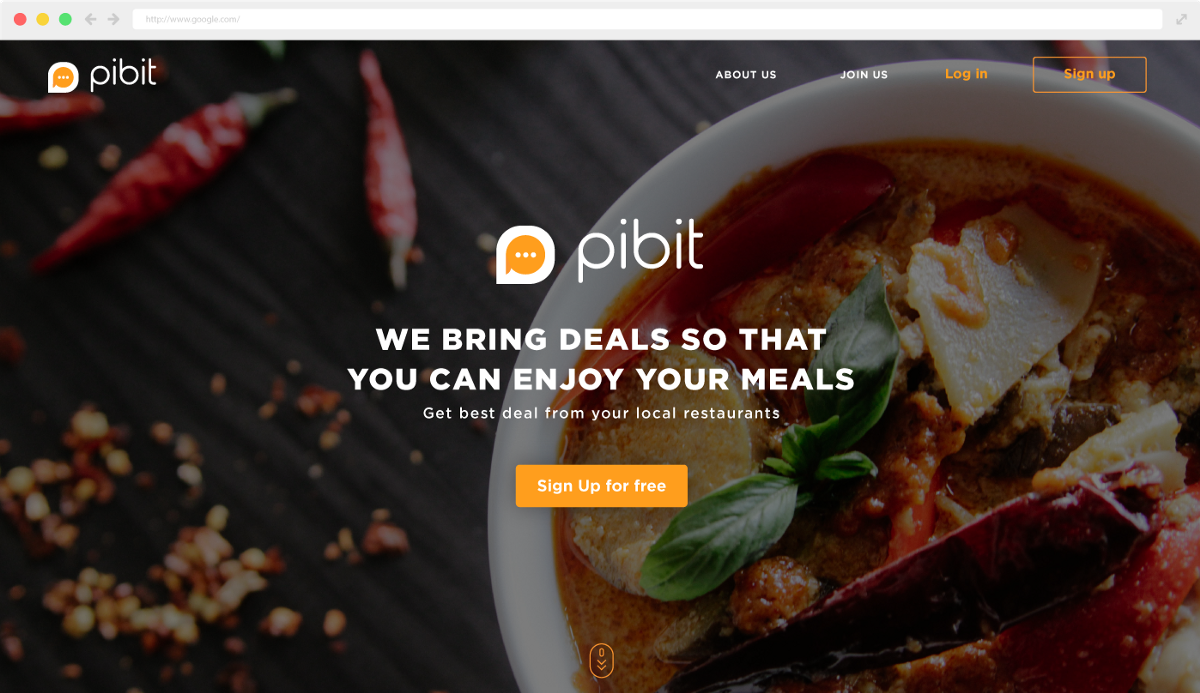 http://www.google.com/
pibit
ABOUT US
JOIN US
Log in
Sign up
pibit
WE BRING DEALS SO THAT
YOU CAN ENJOY YOUR MEALS
Get best deal from your local restaurants
Sign Up for free